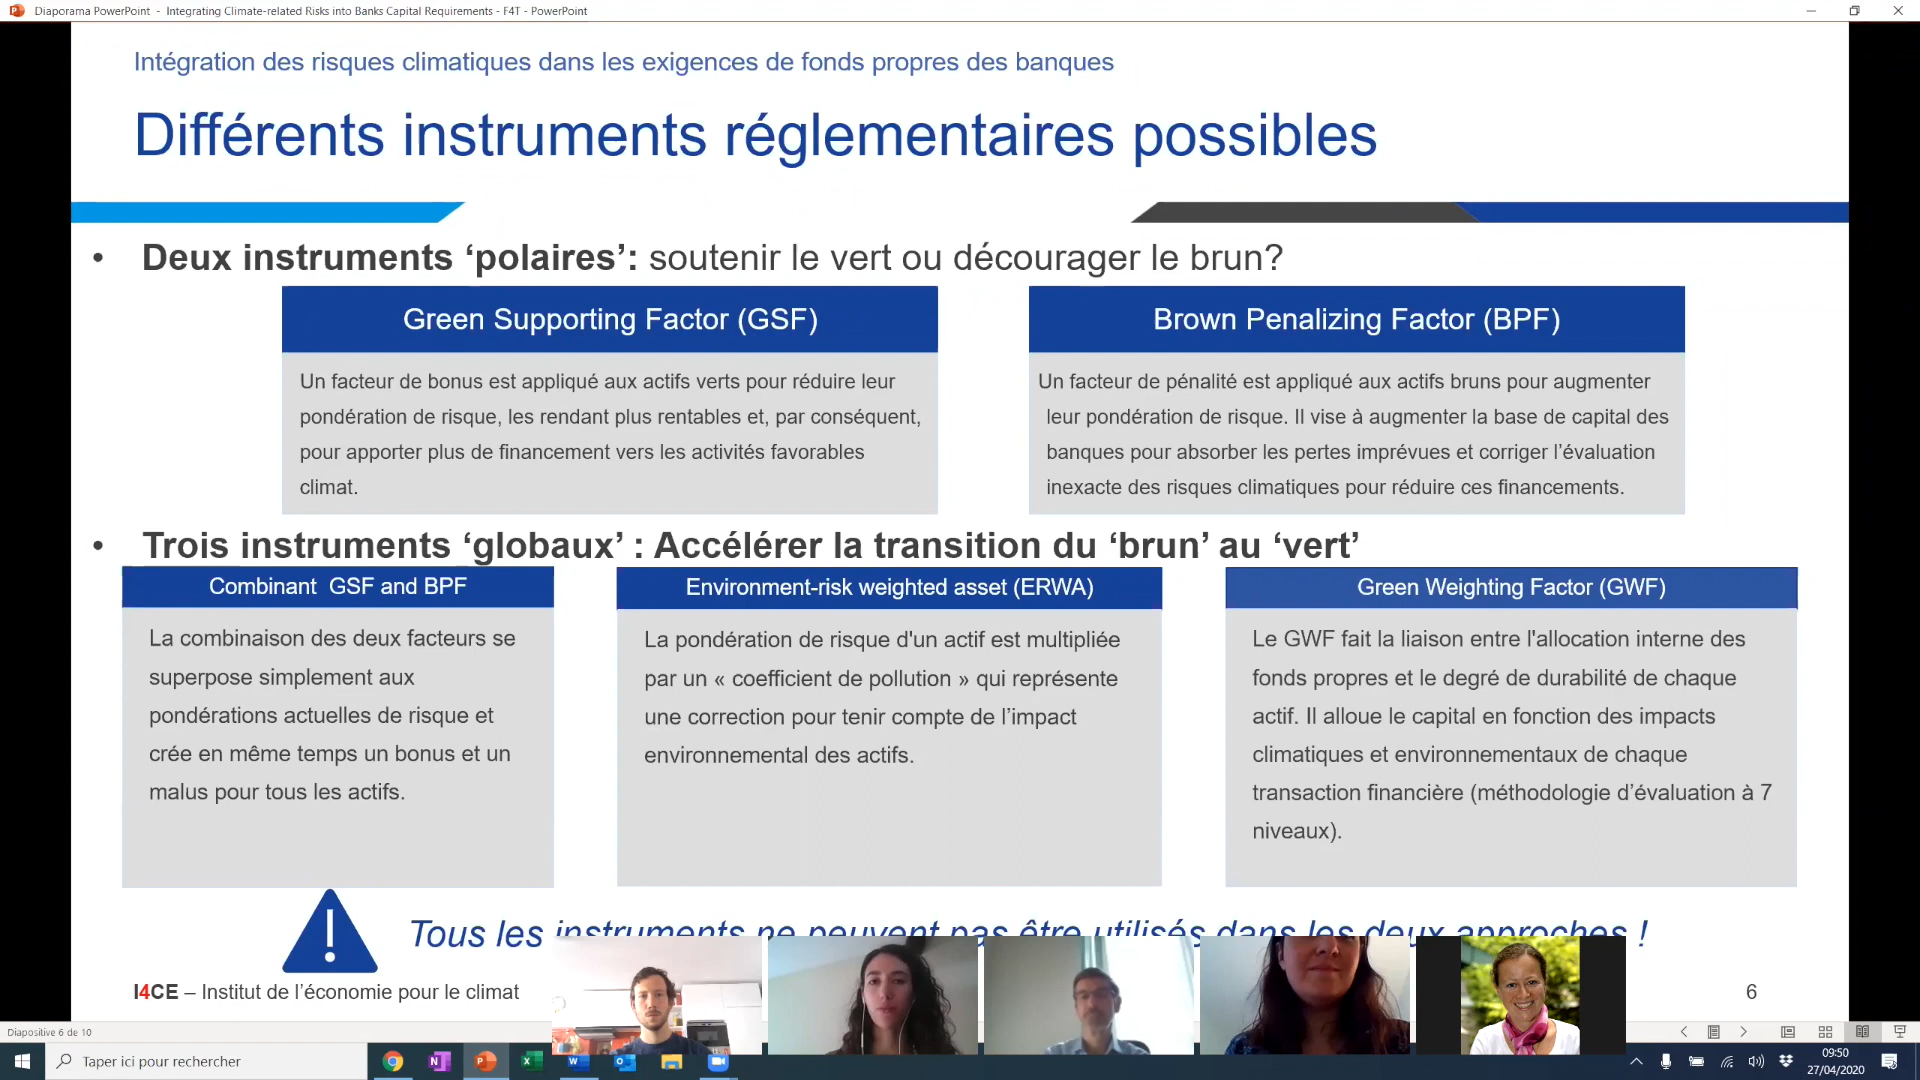 Diaporama PowerPoint - Integrating Climate-related Risks into Banks Capital Requirements - F4T - PowerPoint
Intégration des risques climatiques dans les exigences de fonds propres des banques
Différents instruments réglementaires possibles
• Deux instruments ‘polaires’: soutenir le vert ou décourager le brun?
Green Supporting Factor (GSF)
Un facteur de bonus est appliqué aux actifs verts pour réduire leur
pondération de risque, les rendant plus rentables et, par conséquent,
pour apporter plus de financement vers les activités favorables
climat.
Brown Penalizing Factor (BPF)
Un facteur de pénalité est appliqué aux actifs bruns pour augmenter
leur pondération de risque. Il vise à augmenter la base de capital des
banques pour absorber les pertes imprévues et corriger l’évaluation
inexacte des risques climatiques pour réduire ces financements.
• Trois instruments ‘globaux’ : Accélérer la transition du ‘brun’ au ‘vert’
Combinant GSF and BPF
La combinaison des deux facteurs se
superpose simplement aux
pondérations actuelles de risque et
crée en même temps un bonus et un
malus pour tous les actifs.
Environment-risk weighted asset (ERWA)
La pondération de risque d'un actif est multipliée
par un « coefficient de pollution » qui représente
une correction pour tenir compte de l’impact
environnemental des actifs.
Green Weighting Factor (GWF)
Le GWF fait la liaison entre l'allocation interne des
fonds propres et le degré de durabilité de chaque
actif. Il alloue le capital en fonction des impacts
climatiques et environnementaux de chaque
transaction financière (méthodologie d’évaluation à 7
niveaux).
Tous les instruments ne peuvent pas être utilisés dans les deux approches !
I4CE – Institut de l’économie pour le climat
6
Diapositive 6 de 10
Taper ici pour rechercher
09:50
27/04/2020